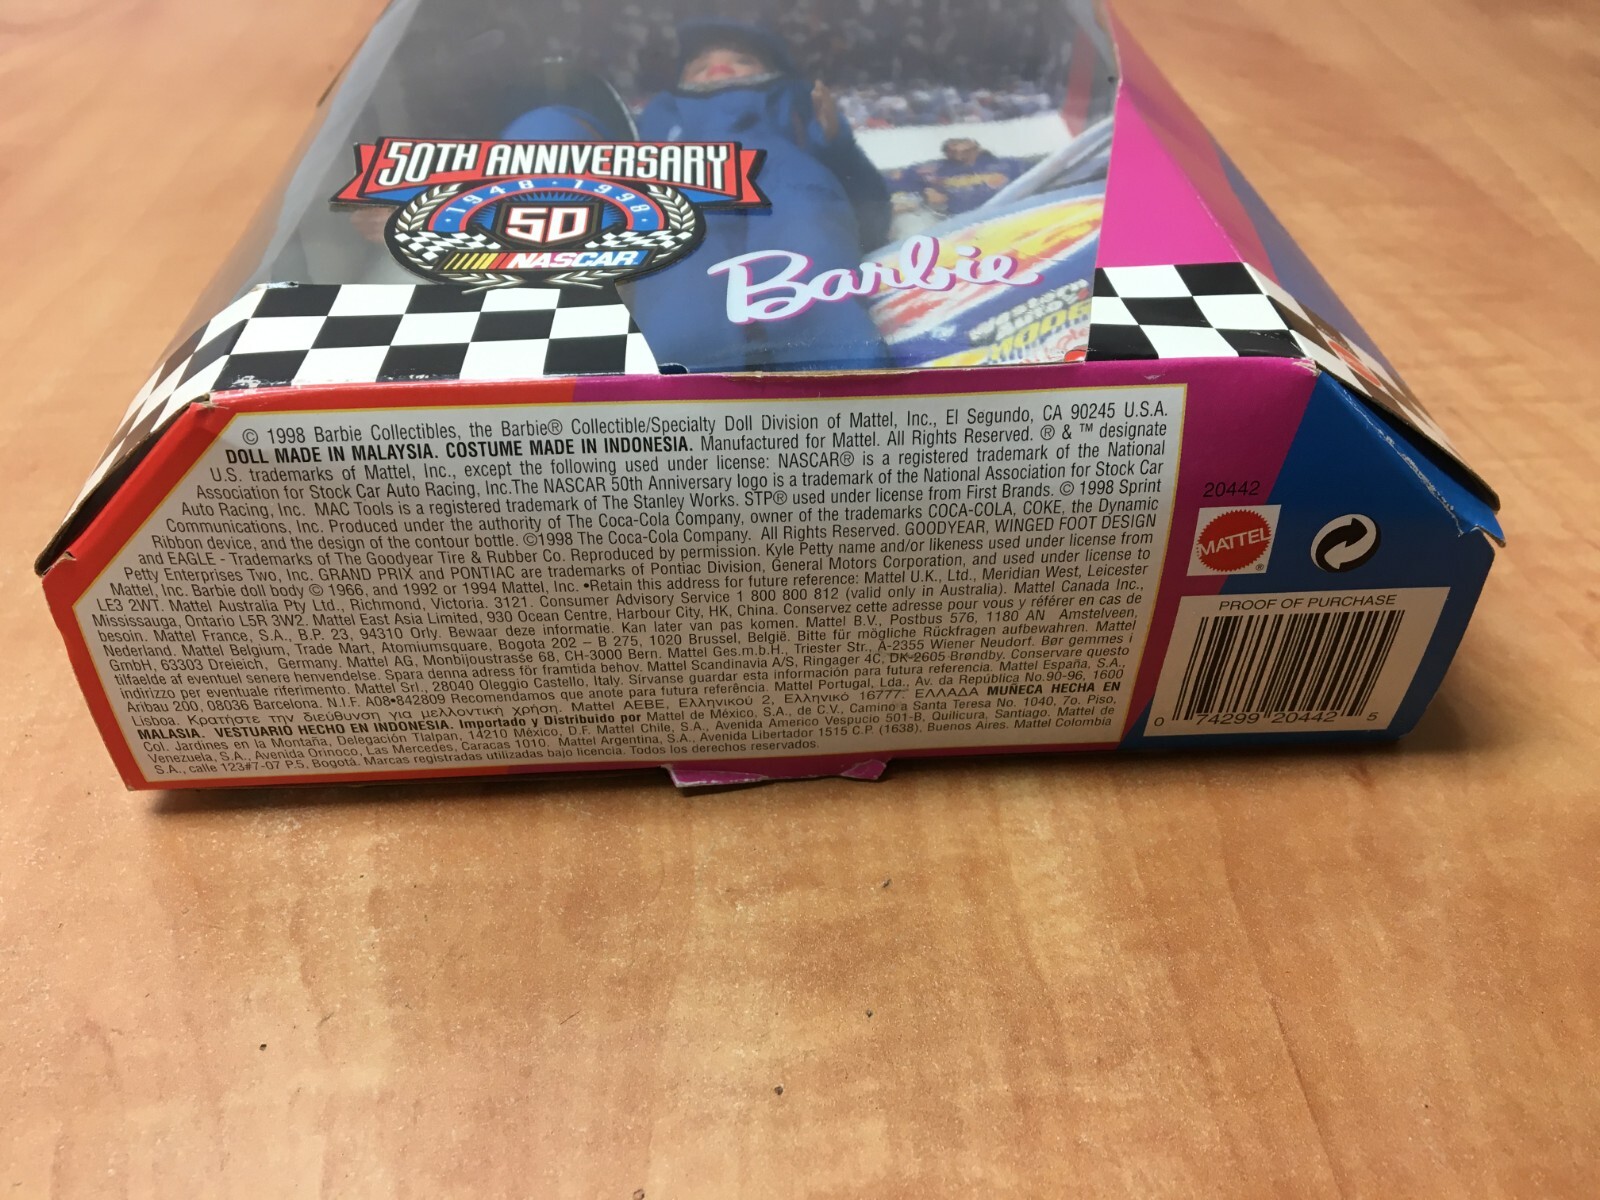 50TH ANNIVERSARY
1948 · 1998
50
NASCAR
Barbie
© 1998 Barbie Collectibles, the Barbie® Collectible/Specialty Doll Division of Mattel, Inc., El Segundo, CA 90245 U.S.A.
DOLL MADE IN MALAYSIA. COSTUME MADE IN INDONESIA. Manufactured for Mattel. All Rights Reserved. ® & ™ designate
U.S. trademarks of Mattel, Inc., except the following used under license: NASCAR® is a registered trademark of the National
Association for Stock Car Auto Racing, Inc.The NASCAR 50th Anniversary logo is a trademark of the National Association for Stock Car
Auto Racing, Inc. MAC Tools is a registered trademark of The Stanley Works. STP® used under license from First Brands. © 1998 Sprint
Communications, Inc. Produced under the authority of The Coca-Cola Company, owner of the trademarks COCA-COLA, COKE, the Dynamic
Ribbon device, and the design of the contour bottle. ©1998 The Coca-Cola Company. All Rights Reserved. GOODYEAR, WINGED FOOT DESIGN
and EAGLE - Trademarks of The Goodyear Tire & Rubber Co. Reproduced by permission. Kyle Petty name and/or likeness used under license from
Petty Enterprises Two, Inc. GRAND PRIX and PONTIAC are trademarks of Pontiac Division, General Motors Corporation, and used under license to
Mattel, Inc. Barbie doll body © 1966, and 1992 or 1994 Mattel, Inc. •Retain this address for future reference: Mattel U.K., Ltd., Meridian West, Leicester
LE3 2WT. Mattel Australia Pty Ltd., Richmond, Victoria. 3121. Consumer Advisory Service 1 800 800 812 (valid only in Australia). Mattel Canada Inc.,
Mississauga, Ontario L5R 3W2. Mattel East Asia Limited, 930 Ocean Centre, Harbour City, HK, China. Conservez cette adresse pour vous y référer en cas de
besoin. Mattel France, S.A., B.P. 23, 94310 Orly. Bewaar deze informatie. Kan later van pas komen. Mattel B.V., Postbus 576, 1180 AN Amstelveen,
Nederland. Mattel Belgium, Trade Mart, Atomiumsquare, Bogota 202 – B 275, 1020 Brussel, België. Bitte für mögliche Rückfragen aufbewahren. Mattel
GmbH, 63303 Dreieich, Germany. Mattel AG, Monbijoustrasse 68, CH-3000 Bern. Mattel Ges.m.b.H., Triester Str., A-2355 Wiener Neudorf. Bør gemmes i
tilfaelde af eventuel senere henvendelse. Spara denna adress för framtida behov. Mattel Scandinavia A/S, Ringager 4C, DK-2605 Brøndby. Conservare questo
indirizzo per eventuale riferimento. Mattel Srl., 28040 Oleggio Castello, Italy. Sírvanse guardar esta información para futura referencia. Mattel España, S.A.,
Aribau 200, 08036 Barcelona. N.I.F. A08•842809 Recomendamos que anote para futura referência. Mattel Portugal, Lda., Av. da República No.90-96, 1600
Lisboa. Κρατήστε την διεύθυνση για μελλοντική χρήση. Mattel AEBE, Ελληνικού 2, Ελληνικό 16777. ΕΛΛΑΔΑ MUÑECA HECHA EN
MALASIA. VESTUARIO HECHO EN INDONESIA. Importado y Distribuido por Mattel de México, S.A., de C.V., Camino a Santa Teresa No. 1040, 7o. Piso,
Col. Jardines en la Montaña, Delegación Tlalpan, 14210 México, D.F. Mattel Chile, S.A., Avenida Americo Vespucio 501-B, Quilicura, Santiago. Mattel de
Venezuela, S.A., Avenida Orinoco, Las Mercedes, Caracas 1010. Mattel Argentina, S.A., Avenida Libertador 1515 C.P. (1638), Buenos Aires. Mattel Colombia
S.A., calle 123#7-07 P.5, Bogotá. Marcas registradas utilizadas bajo licencia. Todos los derechos reservados.
20442
MATTEL®
PROOF OF PURCHASE
0 74299 20442 5